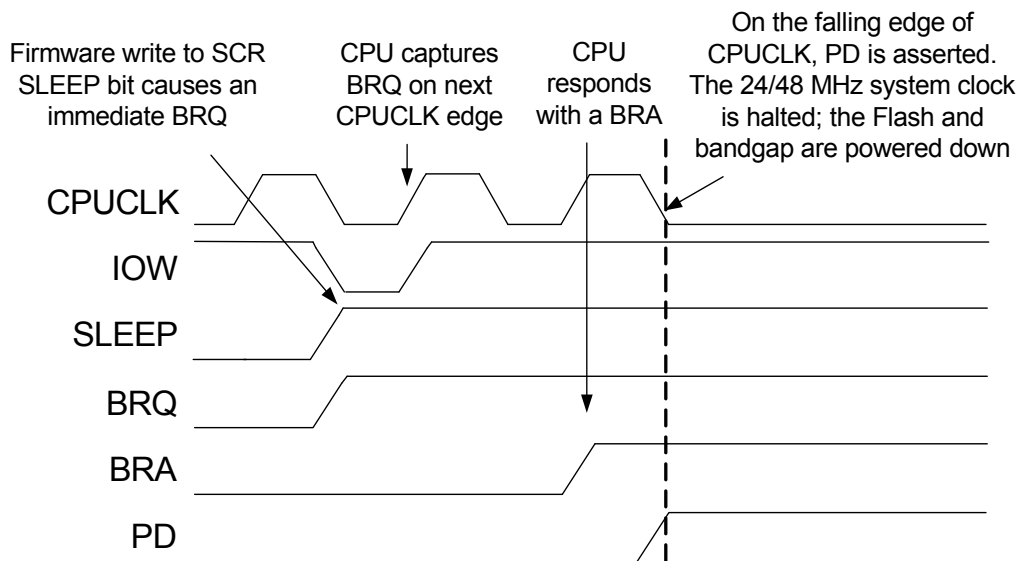 Firmware write to SCR
SLEEP bit causes an
immediate BRQ
CPU captures
BRQ on next
CPUCLK edge
CPU
responds
with a BRA
On the falling edge of
CPUCLK, PD is asserted.
The 24/48 MHz system clock
is halted; the Flash and
bandgap are powered down
CPUCLK
IOW
SLEEP
BRQ
BRA
PD